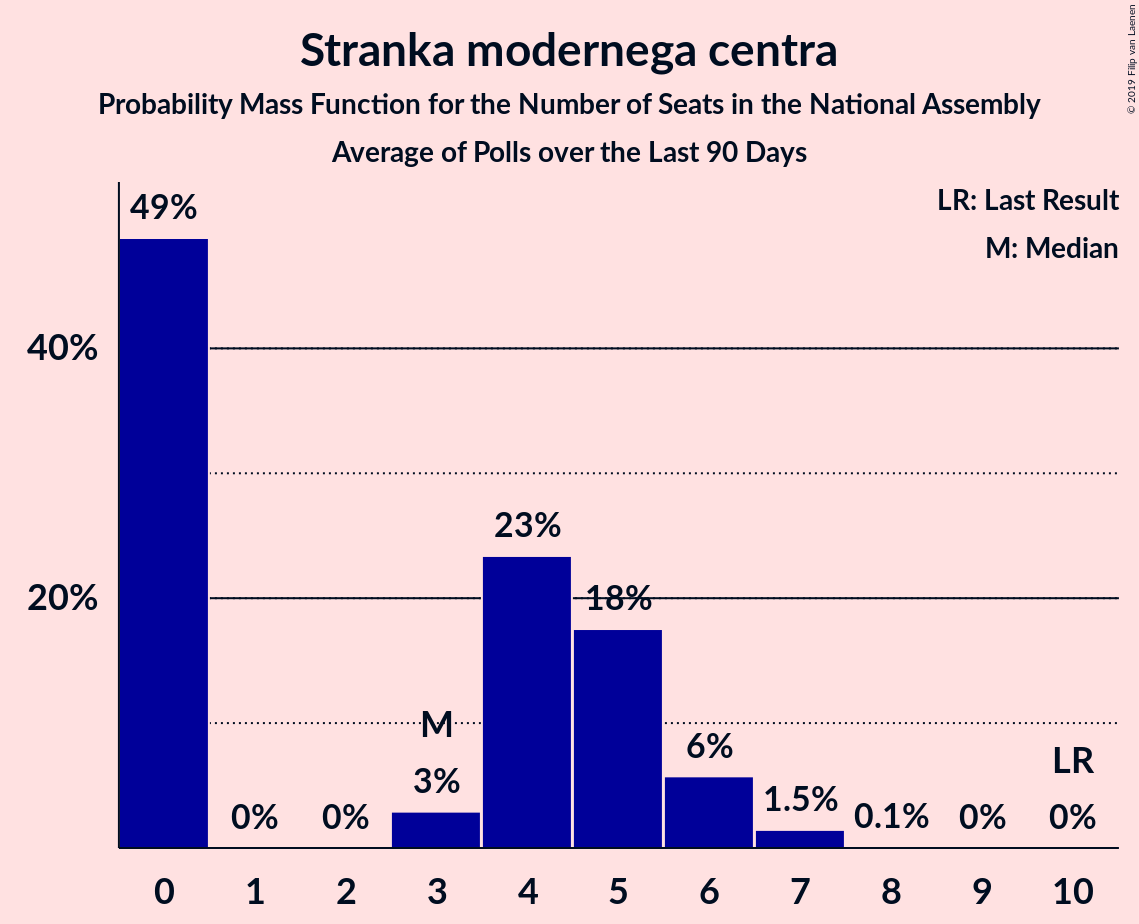 Stranka modernega centra
Probability Mass Function for the Number of Seats in the National Assembly
Average of Polls over the Last 90 Days
© 2019 Filip van Laenen
LR: Last Result
M: Median
49%
40%
23%
20%
18%
M
3%
6%
LR
1.5%
0%
0%
0.1%
0%
0%
0 1 2 3 4 5 6 7 8 9 10